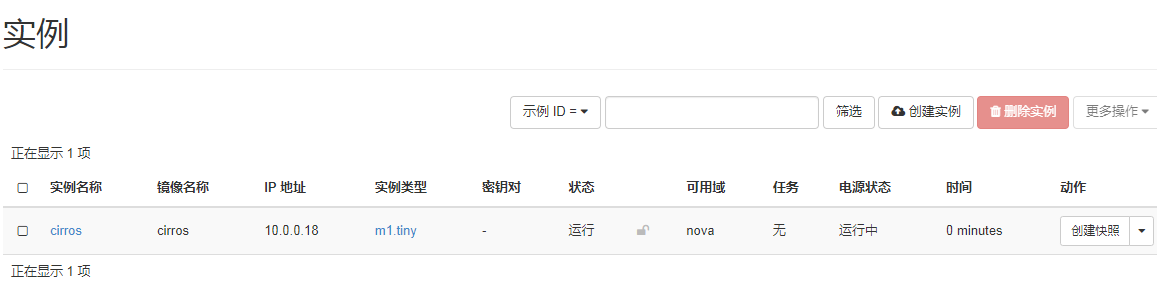 实例
示例 ID = 筛选 创建实例 删除实例 更多操作
正在显示 1 项
实例名称 镜像名称 IP 地址 实例类型 密钥对 状态 可用域 任务 电源状态 时间 动作
cirros cirros 10.0.0.18 m1.tiny - 运行 nova 无 运行中 0 minutes 创建快照
正在显示 1 项